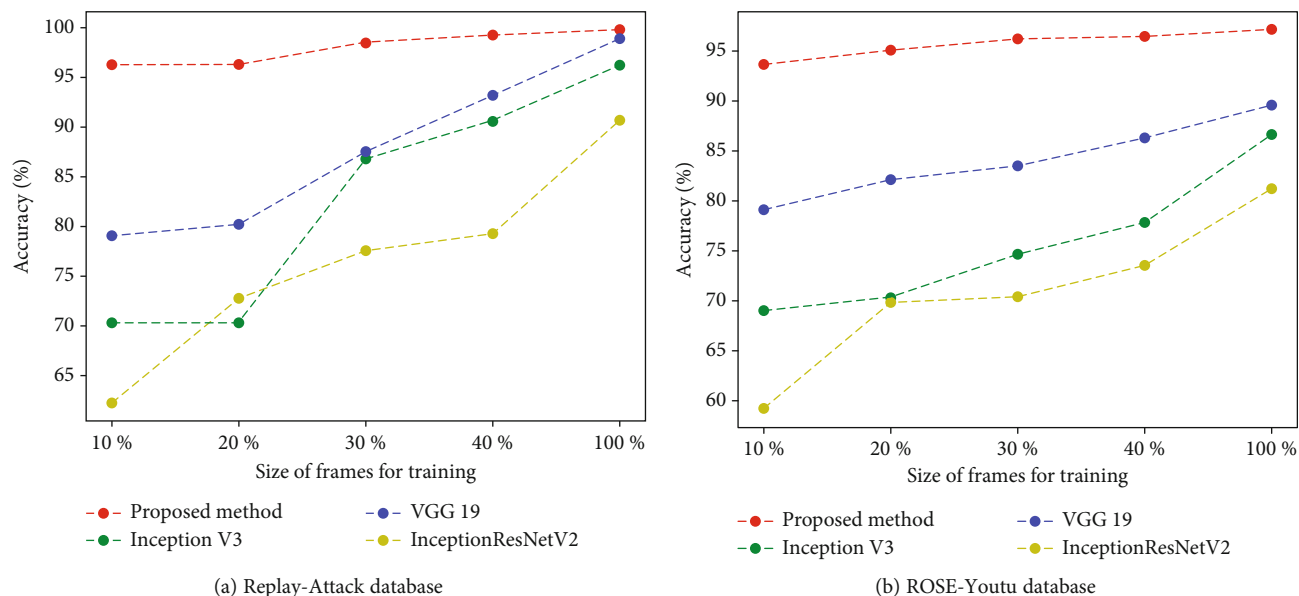 100
95
90
85
80
75
70
65
Accuracy (%)
10 %
20 %
30 %
40 %
100 %
Size of frames for training
Proposed method
VGG 19
Inception V3
InceptionResNetV2
(a) Replay-Attack database
95
90
85
80
75
70
65
60
Accuracy (%)
10 %
20 %
30 %
40 %
100 %
Size of frames for training
Proposed method
VGG 19
Inception V3
InceptionResNetV2
(b) ROSE-Youtu database